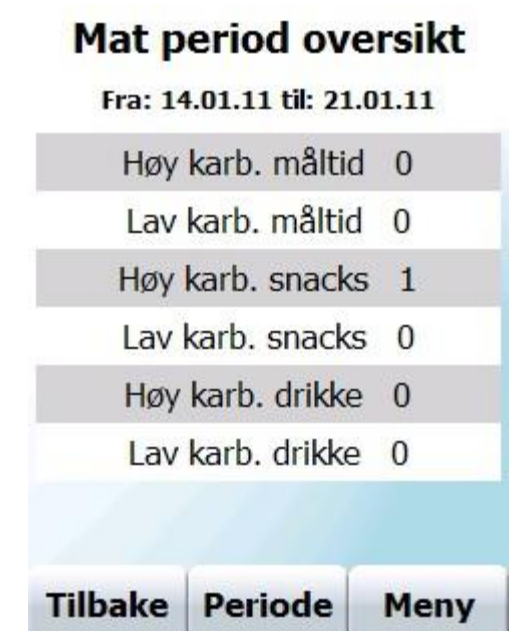 Mat period oversikt
Fra: 14.01.11 til: 21.01.11
Høy karb. måltid 0
Lav karb. måltid 0
Høy karb. snacks 1
Lav karb. snacks 0
Høy karb. drikke 0
Lav karb. drikke 0
Tilbake Periode Meny